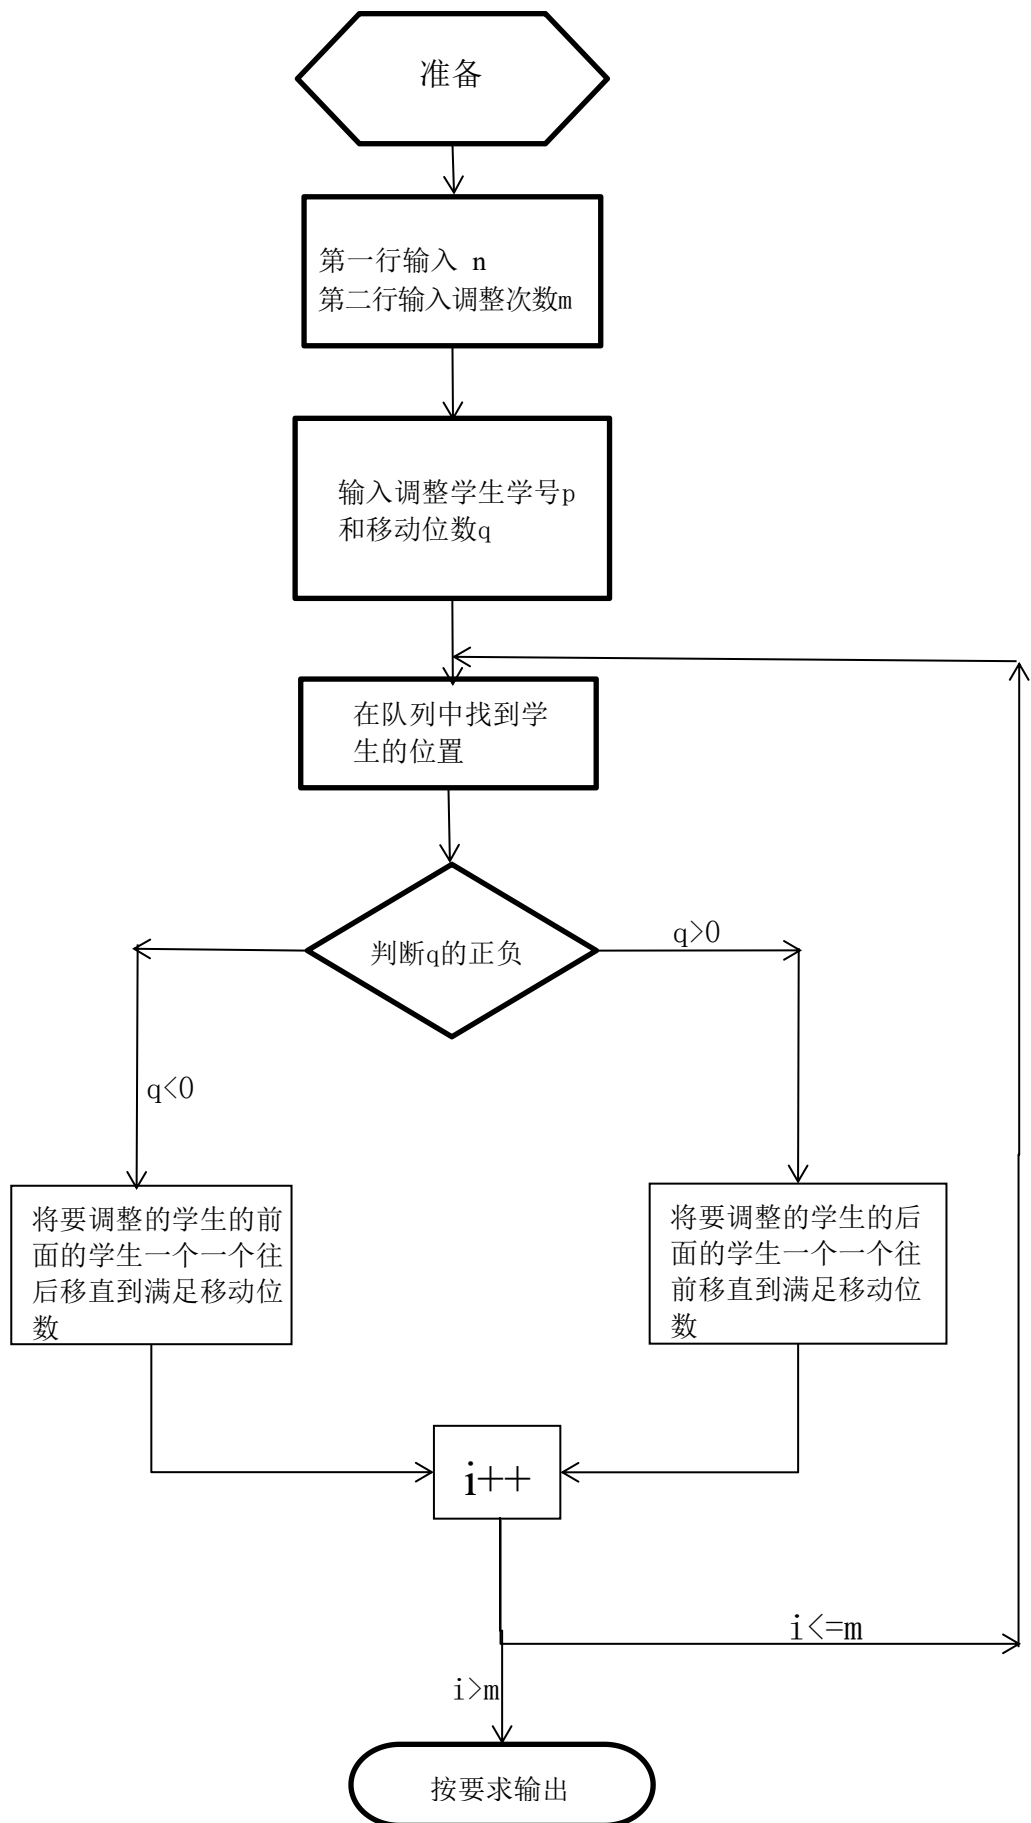 准备
第一行输入 n
第二行输入调整次数m
输入调整学生学号p
和移动位数q
在队列中找到学
生的位置
判断q的正负
q>0
q<0
将要调整的学生的前
面的学生一个一个往
后移直到满足移动位
数
将要调整的学生的后
面的学生一个一个往
前移直到满足移动位
数
i++
i<=m
i>m
按要求输出